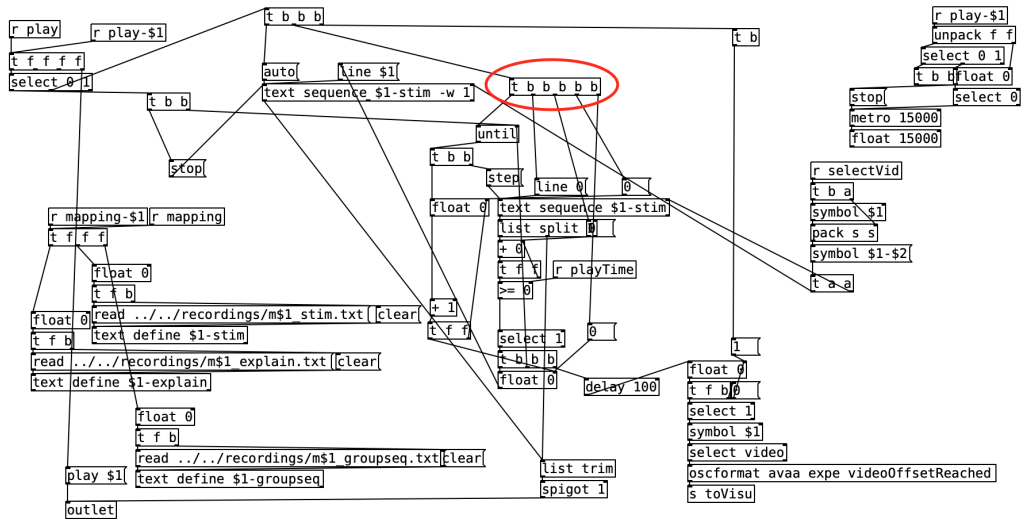 t b b b
r play
r play-$1
t f f f f
select 0 1
t b b
stop
auto
line $1
text sequence $1-stim -w 1
t b b b b b
until
t b b
step
line 0
0
float 0
text sequence $1-stim
list split
+ 0
t f f
r playTime
>= 0
+ 1
t f f
select 1
0
t b b b
float 0
delay 100
list trim
spigot 1
r mapping-$1
r mapping
t f f f
float 0
t f b
read ../../recordings/m$1_stim.txt
clear
text define $1-stim
float 0
t f b
read ../../recordings/m$1_explain.txt
clear
text define $1-explain
float 0
t f b
read ../../recordings/m$1_groupseq.txt
clear
text define $1-groupseq
play $1
outlet
t b
1
float 0
t f b
0
select 1
symbol $1
select video
oscformat avaa expe videoOffsetReached
s toVisu
r play-$1
unpack f f
select 0 1
t b b
float 0
stop
select 0
metro 15000
float 15000
r selectVid
t b a
symbol $1
pack s s
symbol $1-$2
t a a